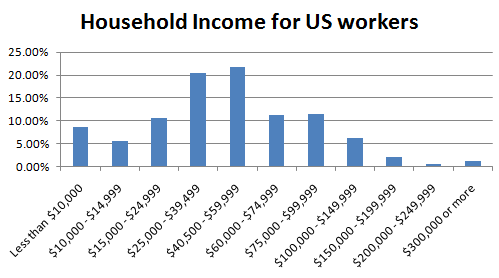 Household Income for US workers
25.00%
20.00%
15.00%
10.00%
5.00%
0.00%
Less than $10,000
$10,000 - $14,999
$15,000 - $24,999
$25,000 - $39,499
$40,500 - $59,999
$60,000 - $74,999
$75,000 - $99,999
$100,000 - $149,999
$150,000 - $199,999
$200,000 - $249,999
$300,000 or more